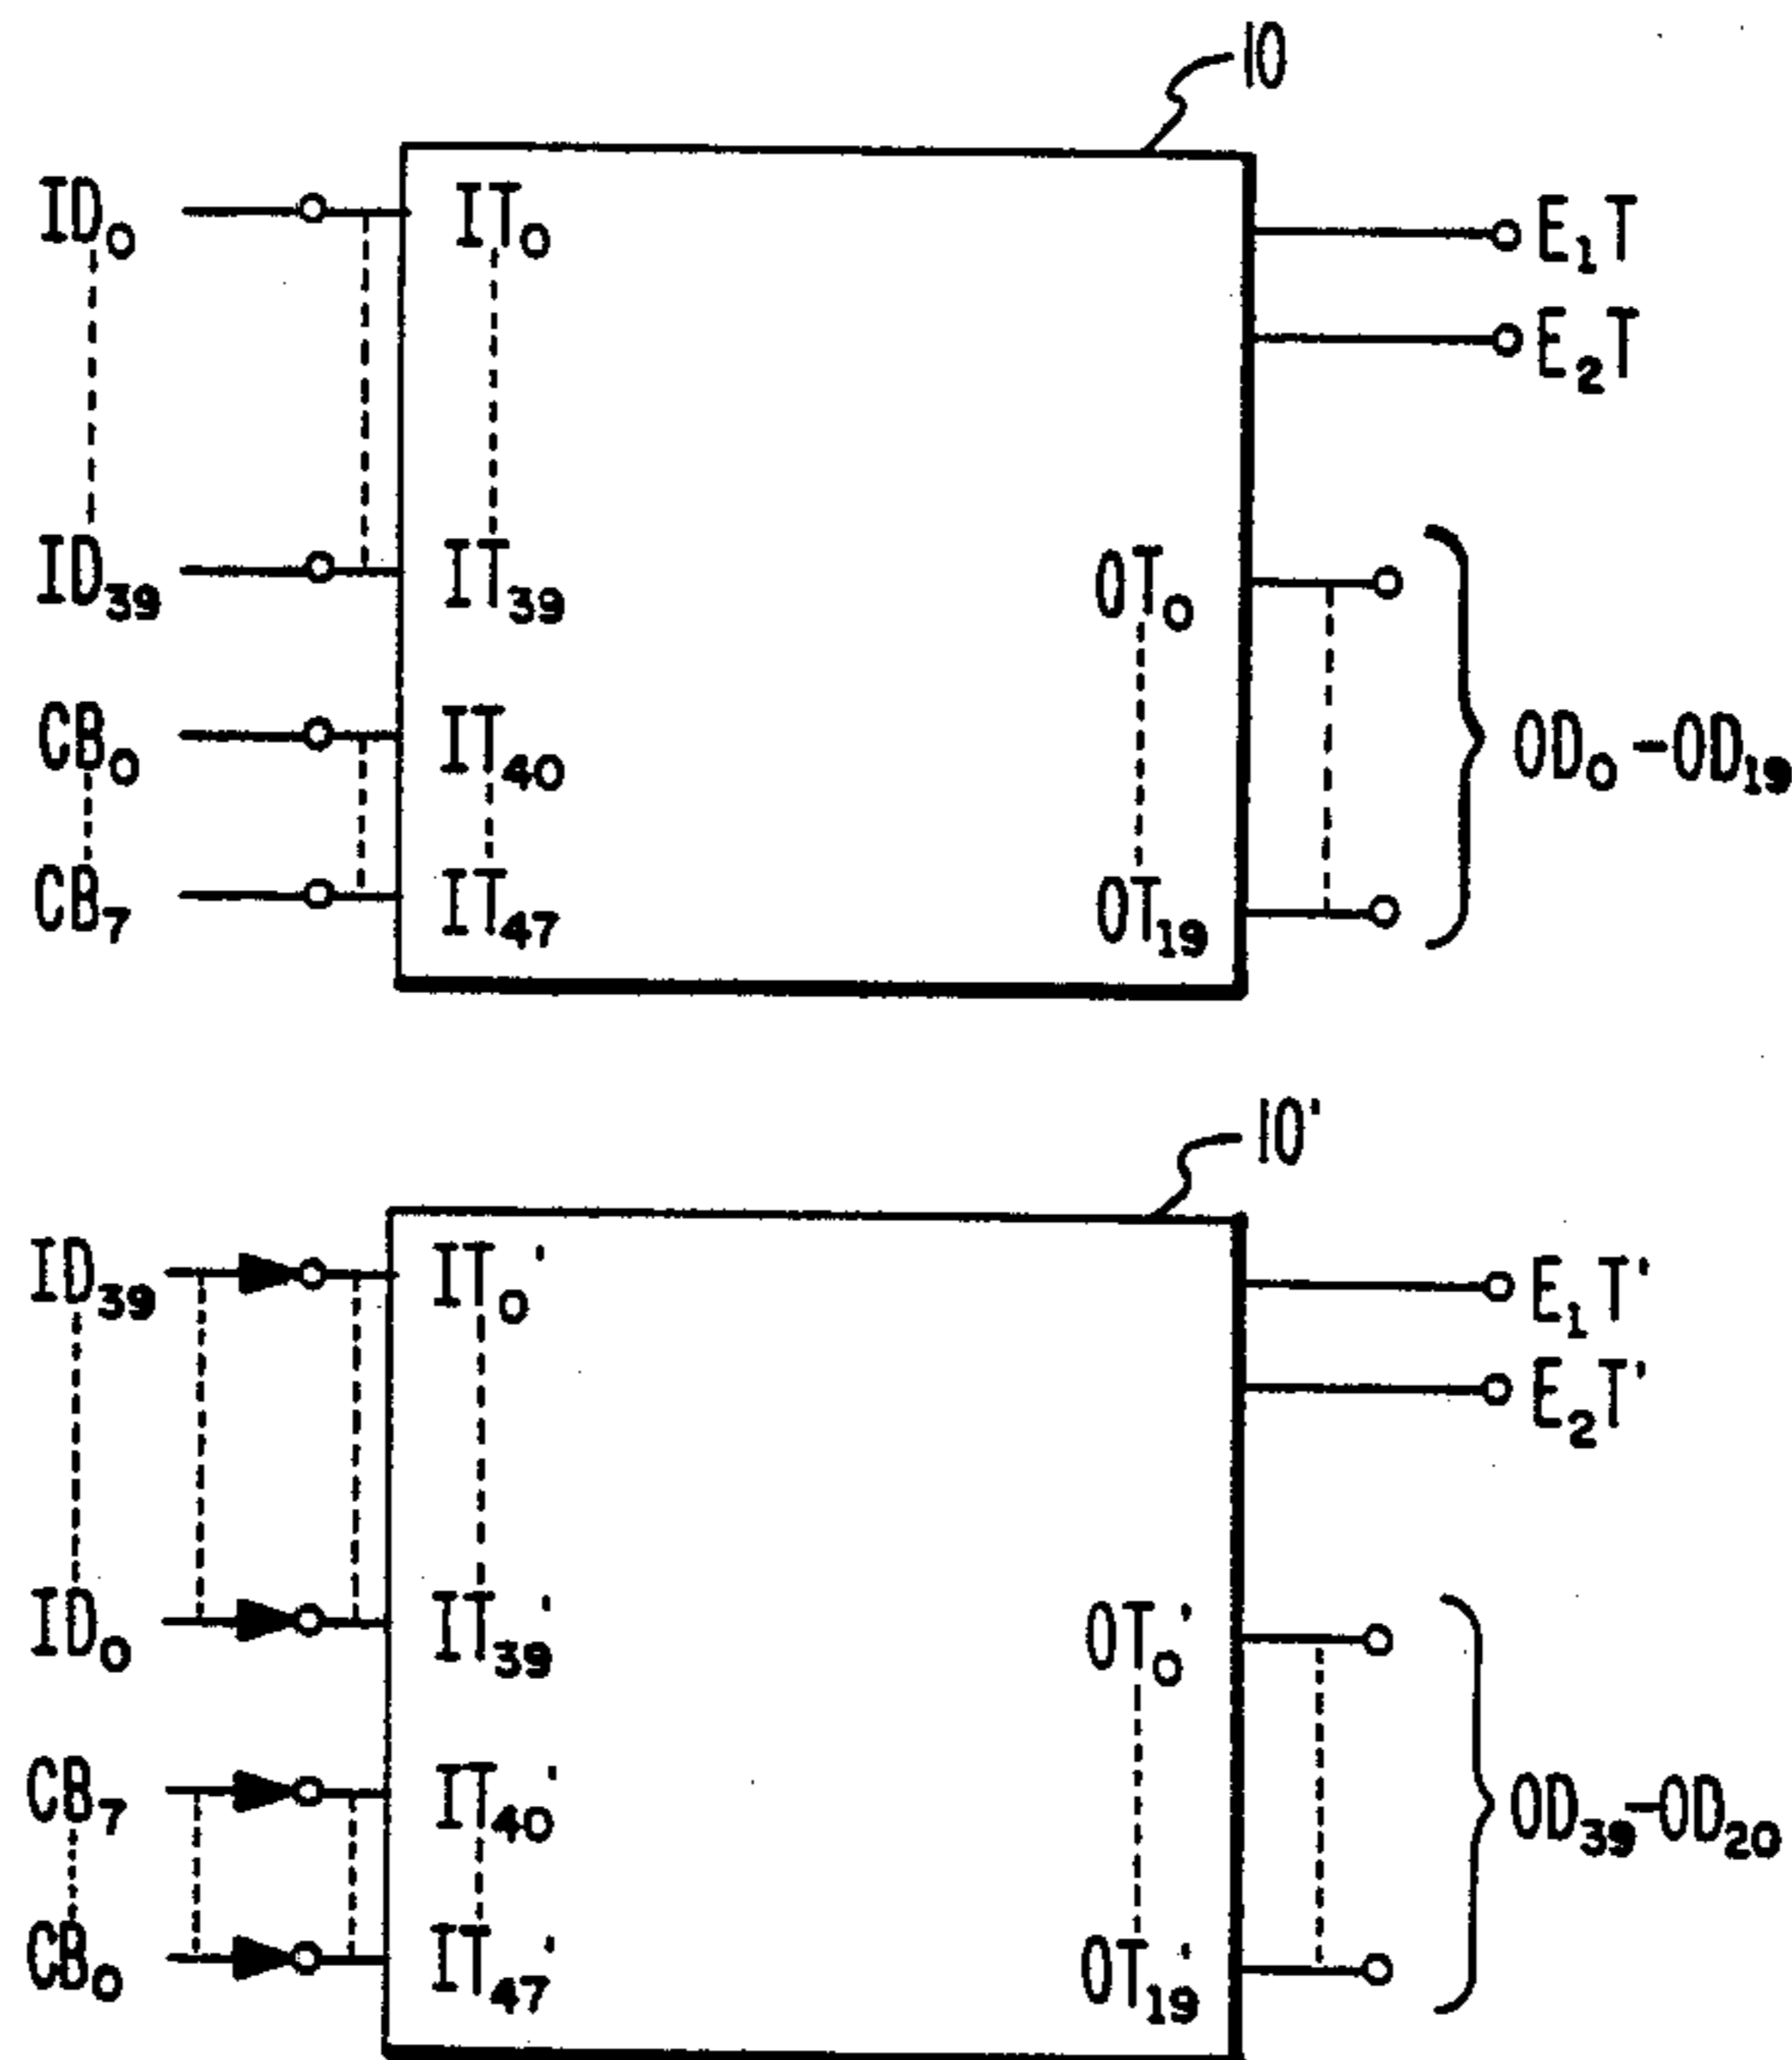 10
ID₀ IT₀ E₁T
E₂T
ID₃₉ IT₃₉ OT₀
CB₀ IT₄₀ OD₀-OD₁₉
CB₇ IT₄₇ OT₁₉
10'
ID₃₉ IT₀' E₁T'
E₂T'
ID₀ IT₃₉' OT₀'
CB₇ IT₄₀' OD₃₉-OD₂₀
CB₀ IT₄₇' OT₁₉'